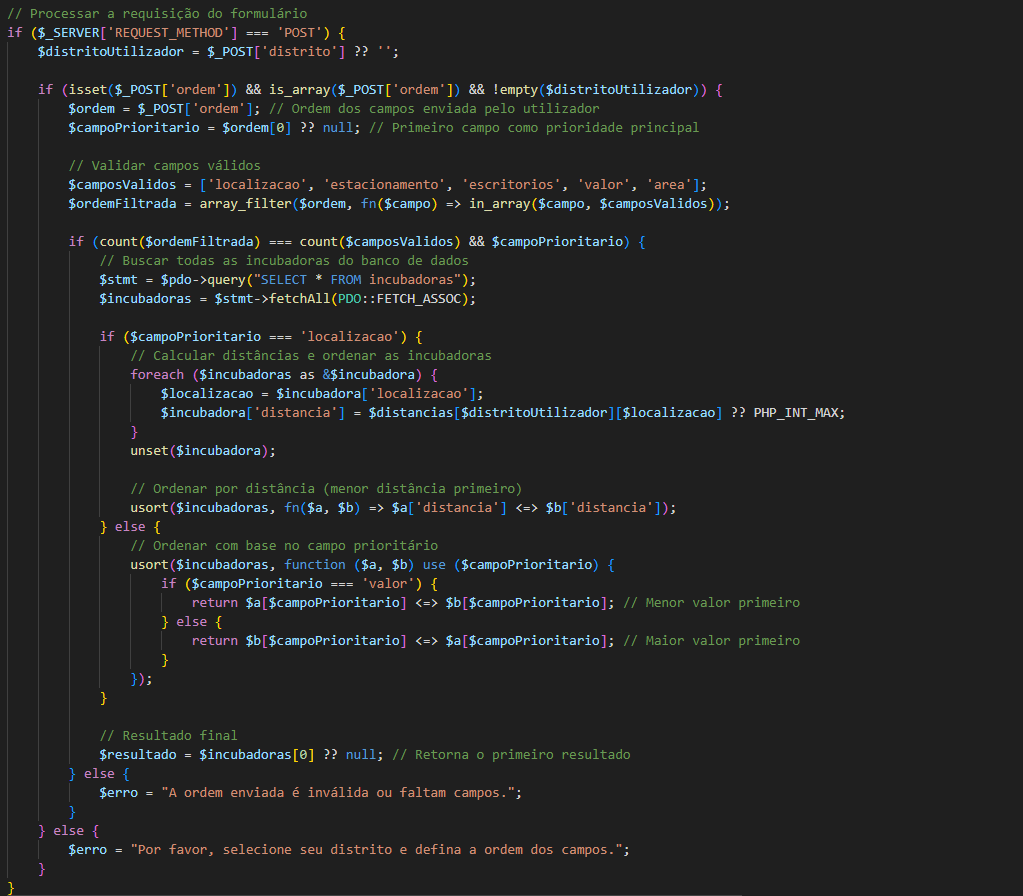 // Processar a requisição do formulário
if ($_SERVER['REQUEST_METHOD'] === 'POST') {
    $distritoUtilizador = $_POST['distrito'] ?? '';

    if (isset($_POST['ordem']) && is_array($_POST['ordem']) && !empty($distritoUtilizador)) {
        $ordem = $_POST['ordem']; // Ordem dos campos enviada pelo utilizador
        $campoPrioritario = $ordem[0] ?? null; // Primeiro campo como prioridade principal

        // Validar campos válidos
        $camposValidos = ['localizacao', 'estacionamento', 'escritorios', 'valor', 'area'];
        $ordemFiltrada = array_filter($ordem, fn($campo) => in_array($campo, $camposValidos));

        if (count($ordemFiltrada) === count($camposValidos) && $campoPrioritario) {
            // Buscar todas as incubadoras do banco de dados
            $stmt = $pdo->query("SELECT * FROM incubadoras");
            $incubadoras = $stmt->fetchAll(PDO::FETCH_ASSOC);

            if ($campoPrioritario === 'localizacao') {
                // Calcular distâncias e ordenar as incubadoras
                foreach ($incubadoras as &$incubadora) {
                    $localizacao = $incubadora['localizacao'];
                    $incubadora['distancia'] = $distancias[$distritoUtilizador][$localizacao] ?? PHP_INT_MAX;
                }
                unset($incubadora);

                // Ordenar por distância (menor distância primeiro)
                usort($incubadoras, fn($a, $b) => $a['distancia'] <=> $b['distancia']);
            } else {
                // Ordenar com base no campo prioritário
                usort($incubadoras, function ($a, $b) use ($campoPrioritario) {
                    if ($campoPrioritario === 'valor') {
                        return $a[$campoPrioritario] <=> $b[$campoPrioritario]; // Menor valor primeiro
                    } else {
                        return $b[$campoPrioritario] <=> $a[$campoPrioritario]; // Maior valor primeiro
                    }
                });
            }

            // Resultado final
            $resultado = $incubadoras[0] ?? null; // Retorna o primeiro resultado
        } else {
            $erro = "A ordem enviada é inválida ou faltam campos.";
        }
    } else {
        $erro = "Por favor, selecione seu distrito e defina a ordem dos campos.";
    }
}